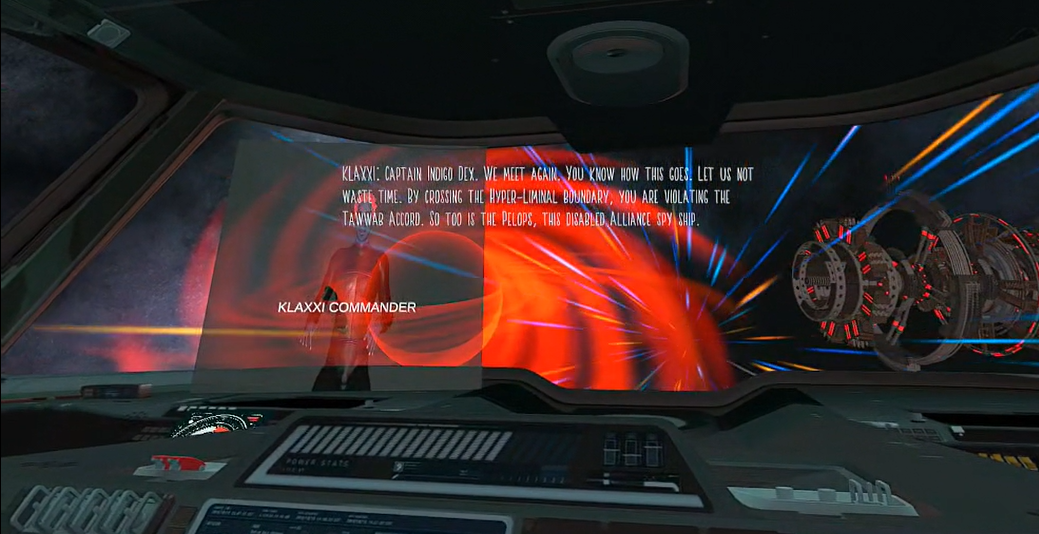 KLAXXI: CAPTAIN INDIGO DEX. WE MEET AGAIN. YOU KNOW HOW THIS GOES. LET US NOT
WASTE TIME. BY CROSSING THE HYPER-LIMINAL BOUNDARY, YOU ARE VIOLATING THE
TAWWAB ACCORD. SO TOO IS THE PELOPS, THIS DISABLED ALLIANCE SPY SHIP.
KLAXXI COMMANDER
POWER STATS